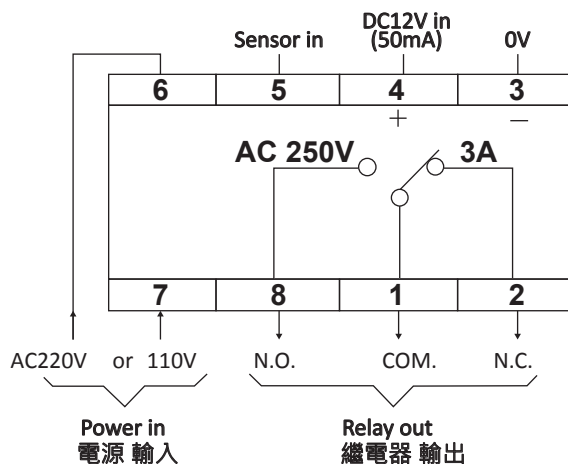 DC12V in
Sensor in (50mA) 0V
6 5 4 3
+ −
AC 250V 3A
7 8 1 2
AC220V or 110V N.O. COM. N.C.
Power in Relay out
電源 輸入 繼電器 輸出